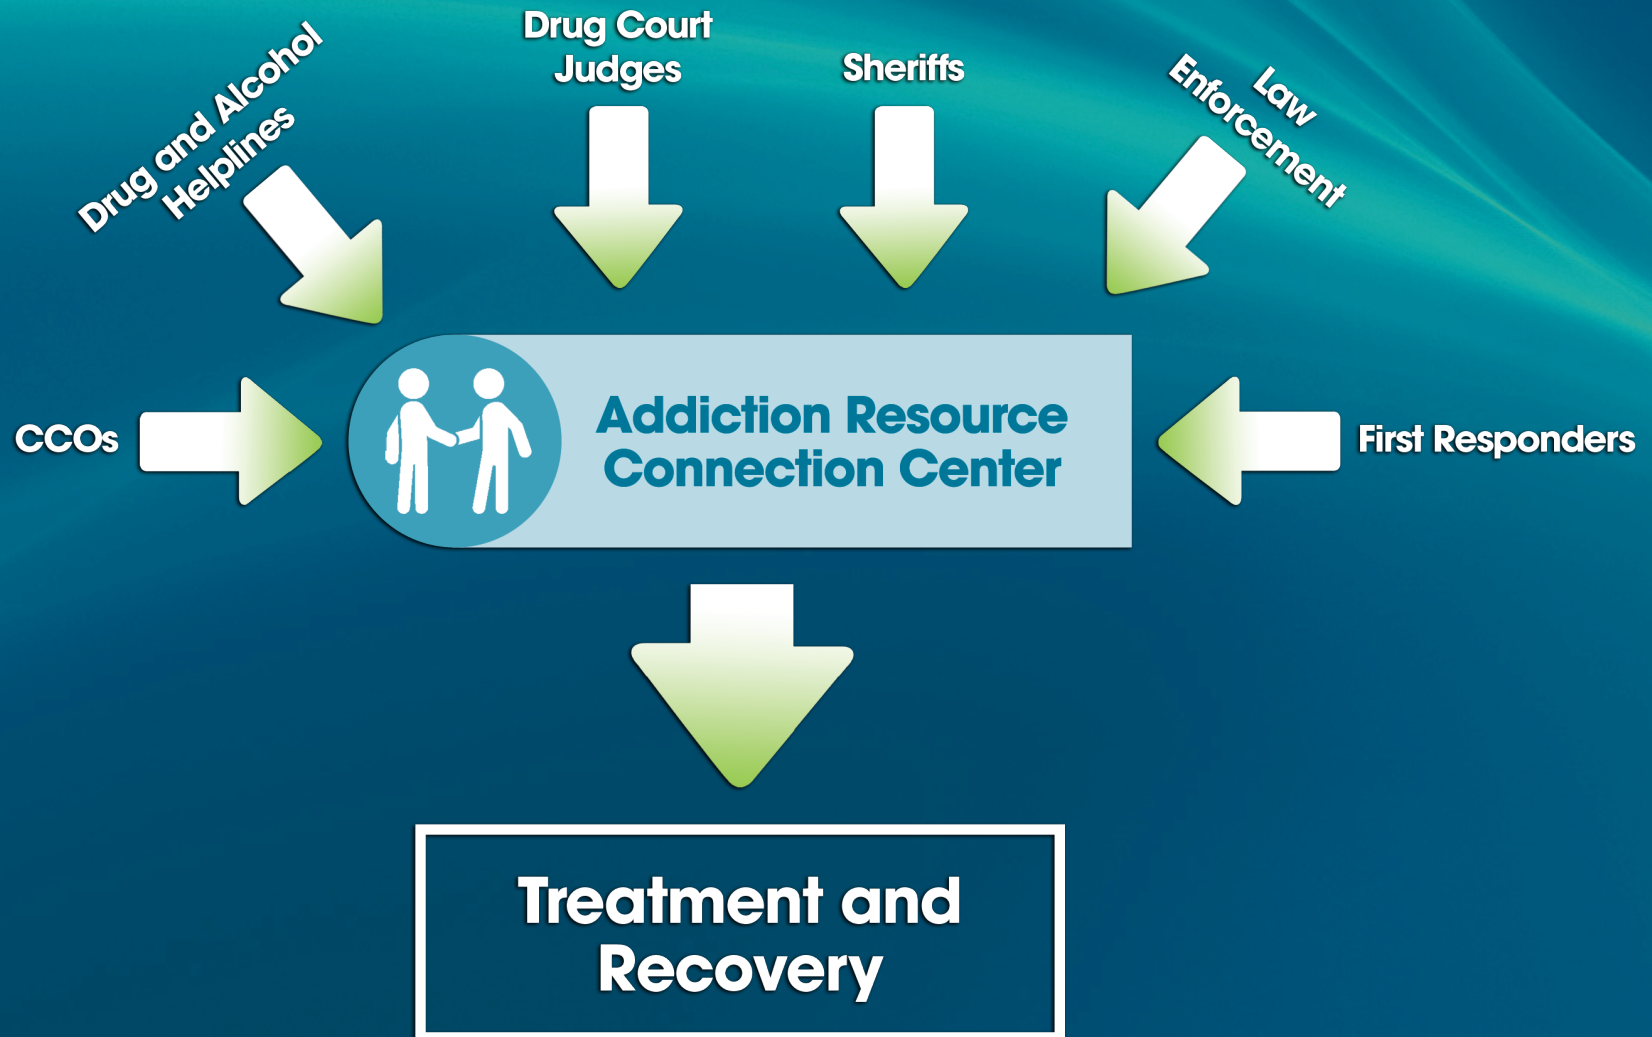 Drug and Alcohol
Helplines
Drug Court
Judges
Sheriffs
Law
Enforcement
CCOs
Addiction Resource
Connection Center
First Responders
Treatment and
Recovery